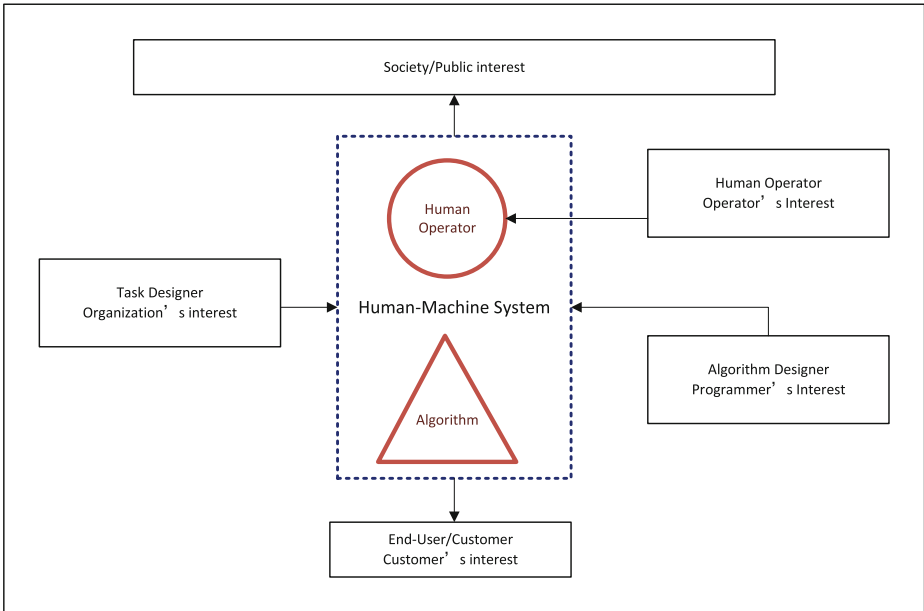 Society/Public interest
Human
Operator
Human Operator
Operator’s Interest
Task Designer
Organization’s interest
Human-Machine System
Algorithm Designer
Programmer’s Interest
Algorithm
End-User/Customer
Customer’s interest